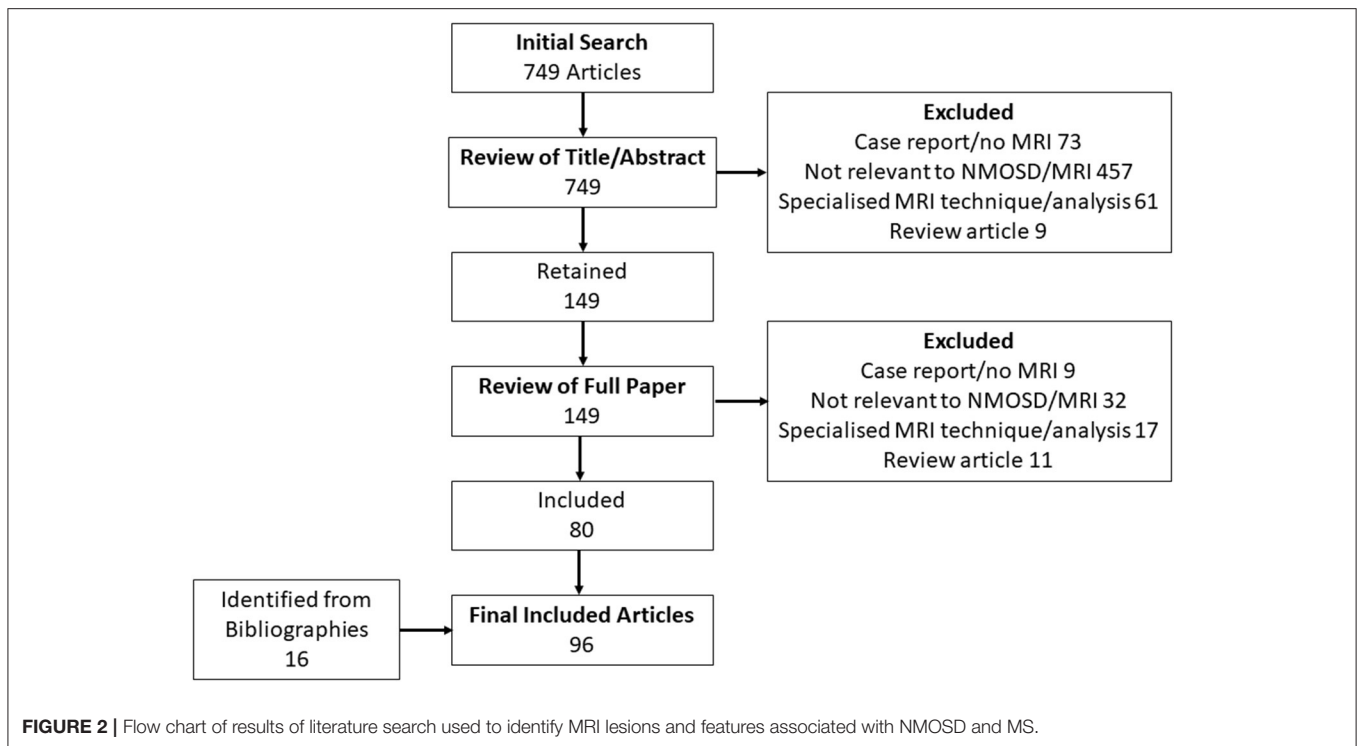 Initial Search
749 Articles
Review of Title/Abstract
749
Excluded
Case report/no MRI 73
Not relevant to NMOSD/MRI 457
Specialised MRI technique/analysis 61
Review article 9
Retained
149
Review of Full Paper
149
Excluded
Case report/no MRI 9
Not relevant to NMOSD/MRI 32
Specialised MRI technique/analysis 17
Review article 11
Included
80
Identified from
Bibliographies
16
Final Included Articles
96
FIGURE 2 | Flow chart of results of literature search used to identify MRI lesions and features associated with NMOSD and MS.